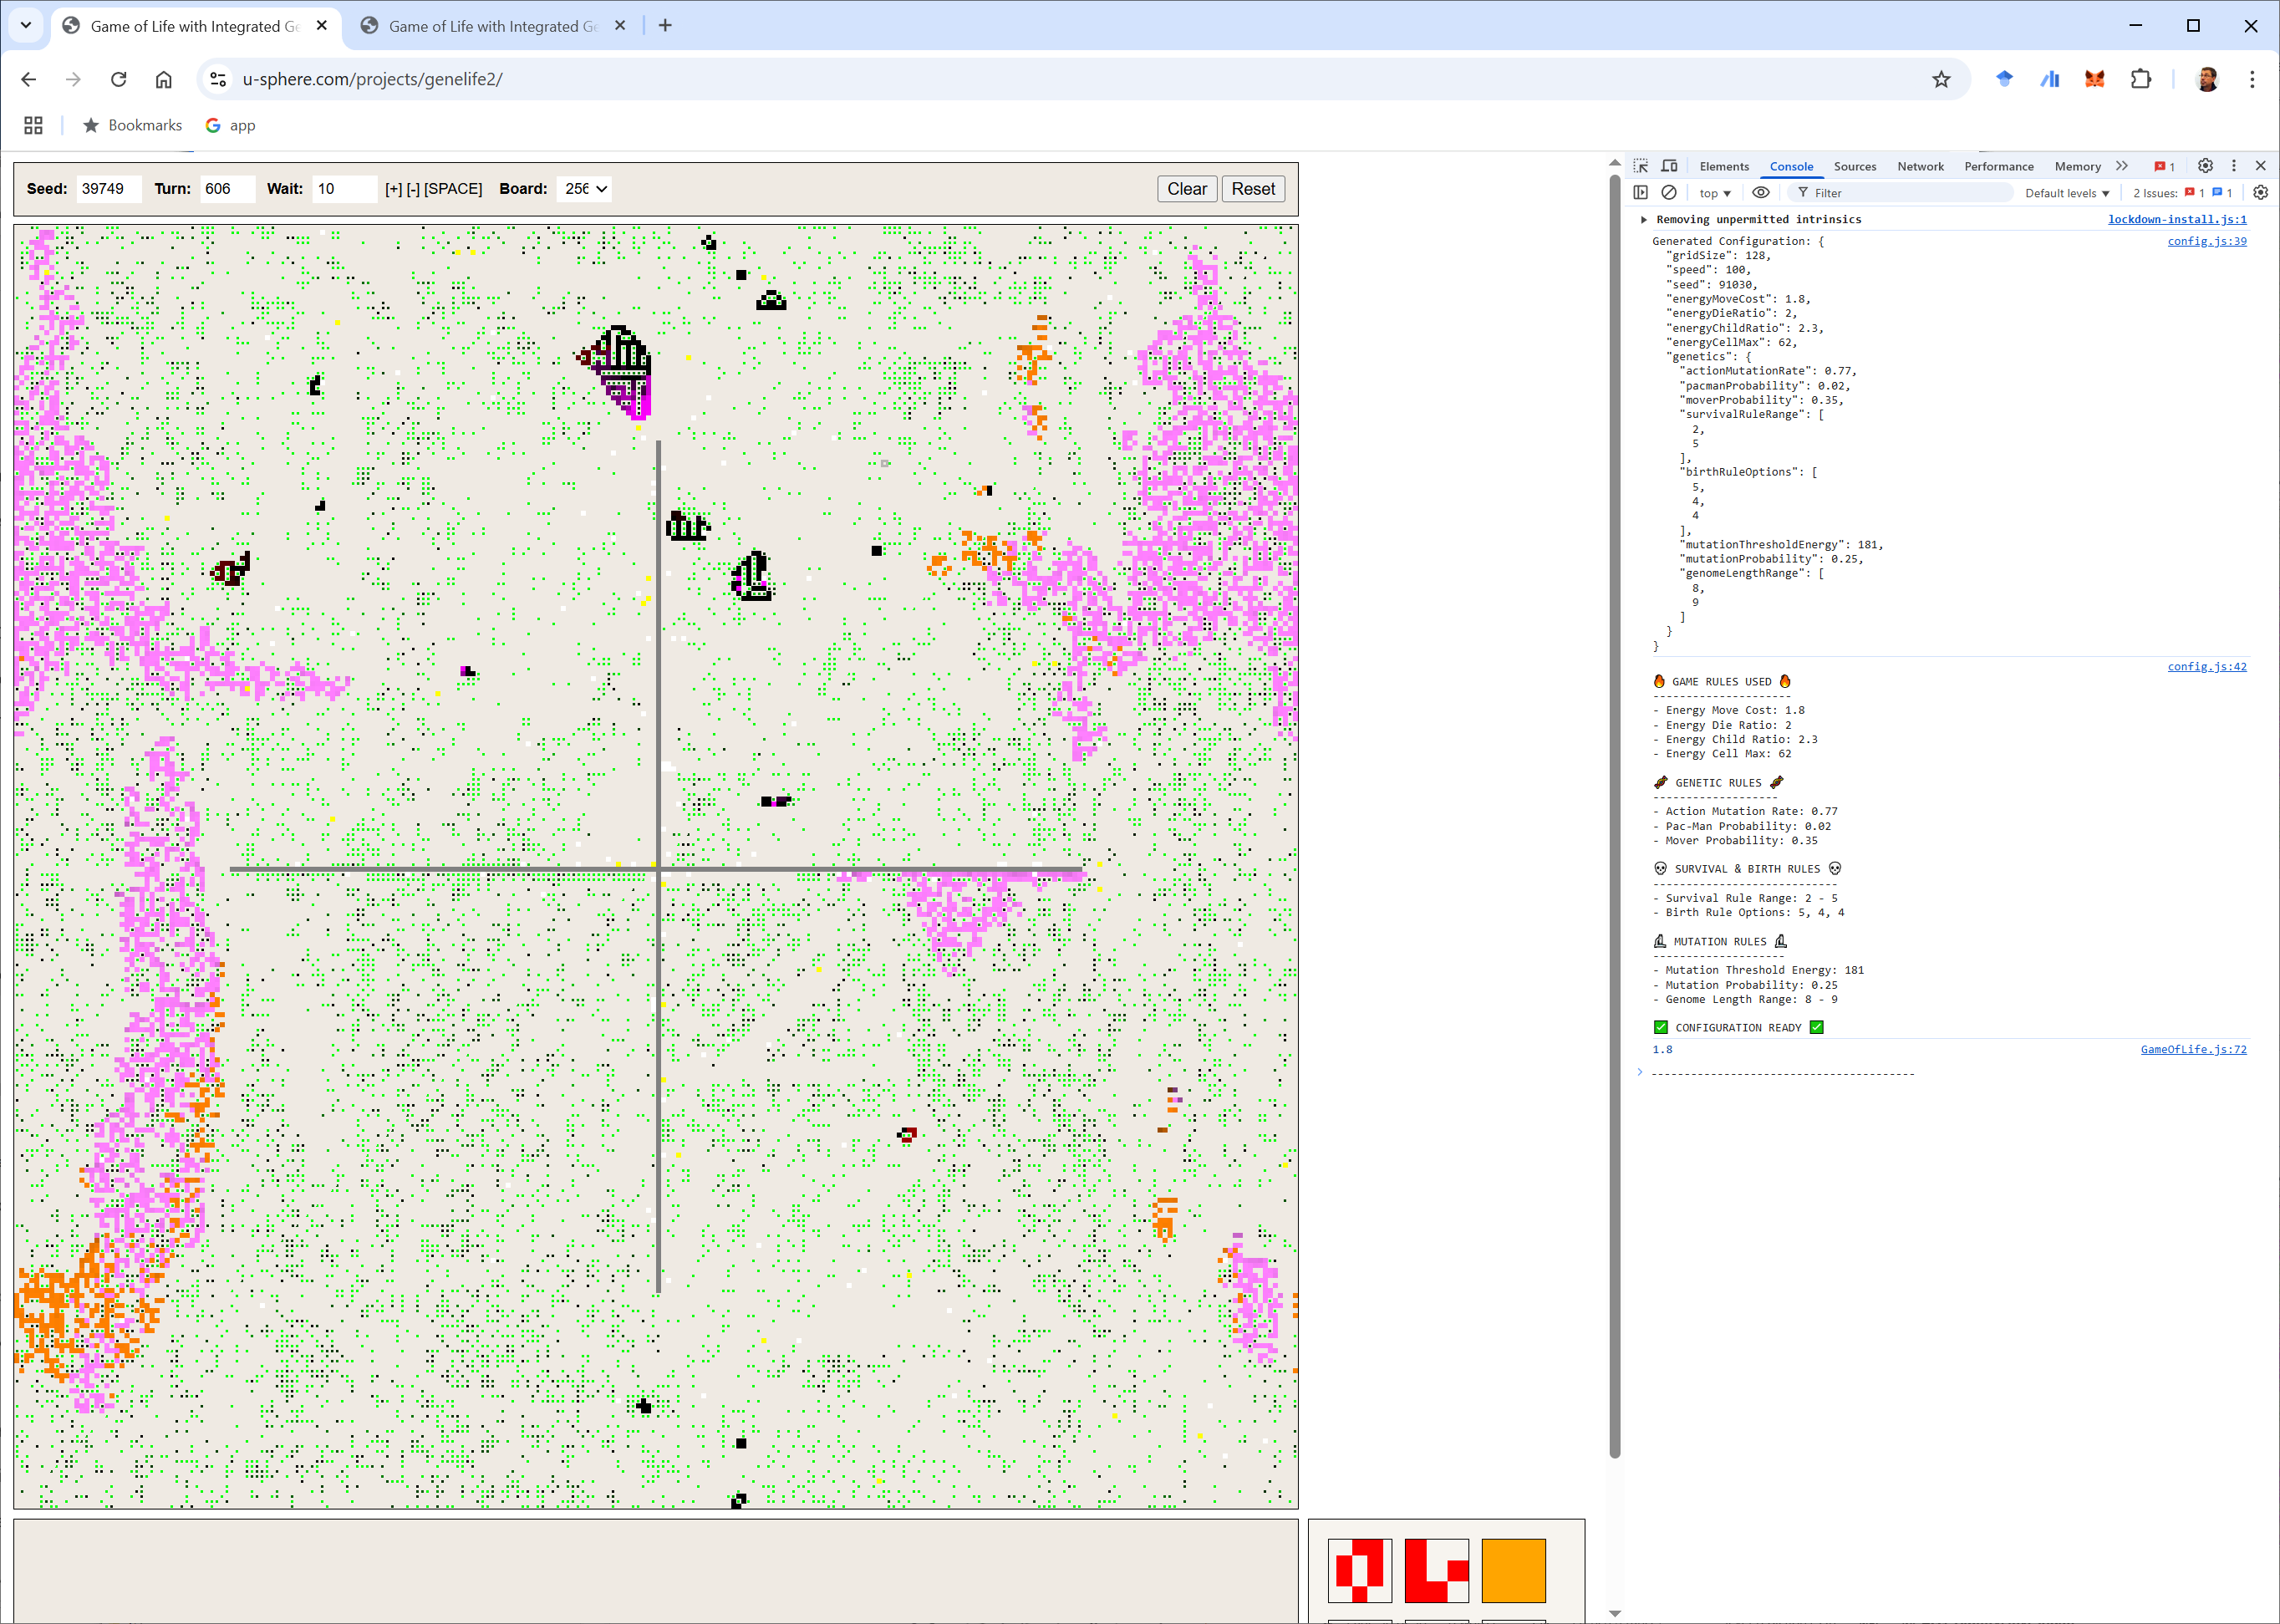 Game of Life with Integrated Ge
Game of Life with Integrated Ge
u-sphere.com/projects/genelife2/
Bookmarks
app
Seed: 39749 Turn: 606 Wait: 10 [+] [-] [SPACE] Board: 256 Clear Reset
Elements Console Sources Network Performance Memory 1
top Filter Default levels 2 Issues: 1 1
Removing unpermitted intrinsics lockdown-install.js:1
Generated Configuration: { config.js:39
"gridSize": 128,
"speed": 100,
"seed": 91030,
"energyMoveCost": 1.8,
"energyDieRatio": 2,
"energyChildRatio": 2.3,
"energyCellMax": 62,
"genetics": {
"actionMutationRate": 0.77,
"pacmanProbability": 0.02,
"moverProbability": 0.35,
"survivalRuleRange": [
2,
5
],
"birthRuleOptions": [
5,
4,
4
],
"mutationThresholdEnergy": 181,
"mutationProbability": 0.25,
"genomeLengthRange": [
8,
9
]
}
}
config.js:42
🔥 GAME RULES USED 🔥
---------------------
- Energy Move Cost: 1.8
- Energy Die Ratio: 2
- Energy Child Ratio: 2.3
- Energy Cell Max: 62
GENETIC RULES
-------------------
- Action Mutation Rate: 0.77
- Pac-Man Probability: 0.02
- Mover Probability: 0.35
💀 SURVIVAL & BIRTH RULES 💀
----------------------------
- Survival Rule Range: 2 - 5
- Birth Rule Options: 5, 4, 4
MUTATION RULES
--------------------
- Mutation Threshold Energy: 181
- Mutation Probability: 0.25
- Genome Length Range: 8 - 9
✅ CONFIGURATION READY ✅
1.8 GameOfLife.js:72
----------------------------------------